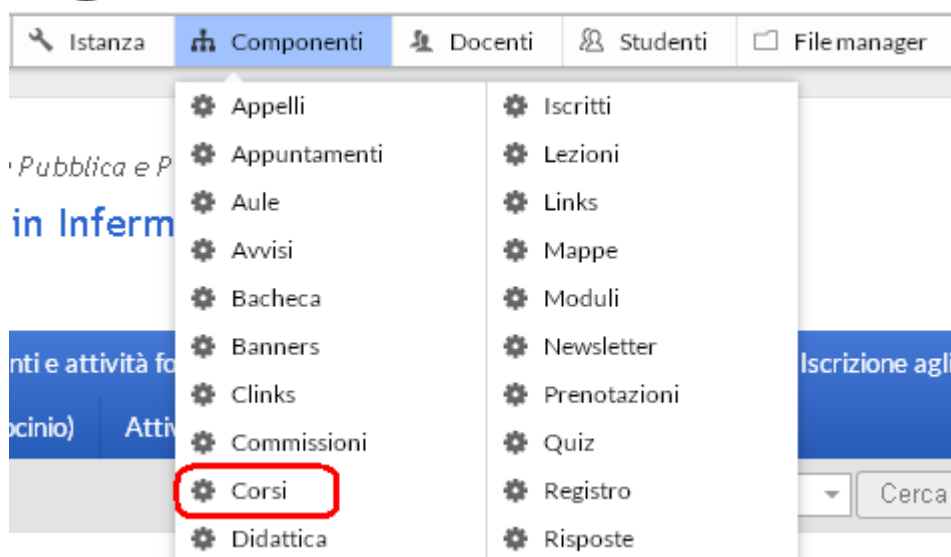 Istanza Componenti Docenti Studenti File manager
Appelli Iscritti
Appuntamenti Lezioni
Pubblica e P
Aule Links
in Inferm
Avvisi Mappe
Bacheca Moduli
Banners Newsletter
nti e attività fo Iscrizione agli
Clinks Prenotazioni
ocinio) Attiv
Commissioni Quiz
Corsi Registro
Cerca
Didattica Risposte